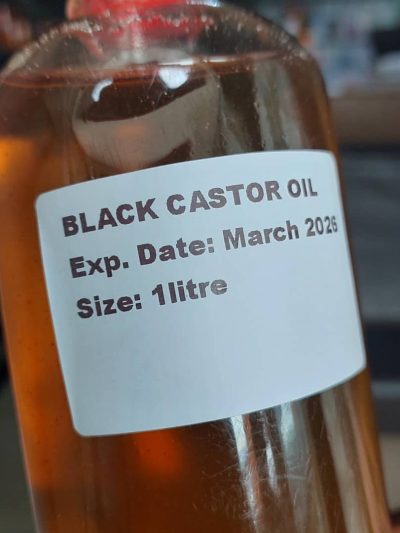 BLACK CASTOR OIL
Exp. Date: March 2026
Size: 1litre